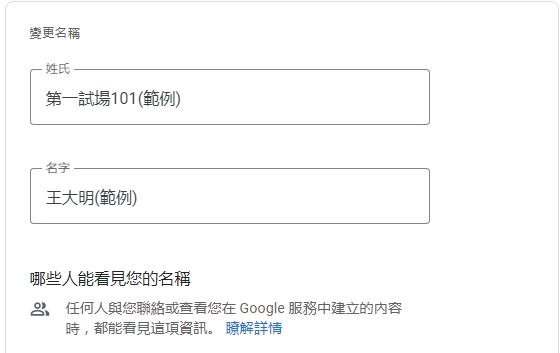 變更名稱
姓氏
第一試場101(範例)
名字
王大明(範例)
哪些人能看見您的名稱
任何人與您聯絡或查看您在 Google 服務中建立的內容
時，都能看見這項資訊。 瞭解詳情